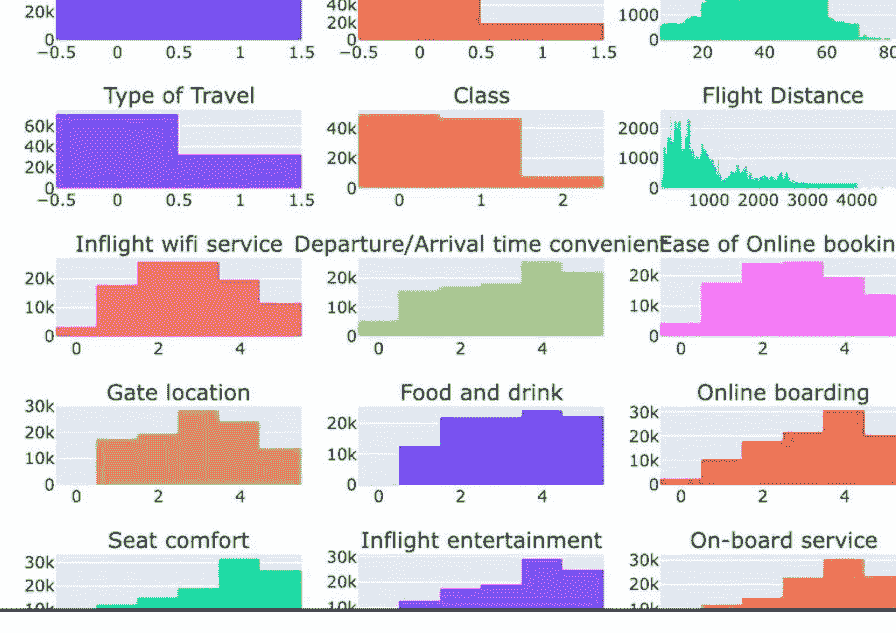 20k 40k 20k 1000
0 0 0
−0.5 0 0.5 1 1.5 −0.5 0 0.5 1 1.5 20 40 60 80
Type of Travel Class Flight Distance
60k 40k 20k 0 40k 20k 0 2000 1000 0
−0.5 0 0.5 1 1.5 0 1 2 1000 2000 3000 4000
Inflight wifi service Departure/Arrival time convenient Ease of Online bookin
20k 10k 0 20k 10k 0 20k 10k 0
0 2 4 0 2 4 0 2 4
Gate location Food and drink Online boarding
30k 20k 10k 0 20k 10k 0 30k 20k 10k 0
0 2 4 0 2 4 0 2 4
Seat comfort Inflight entertainment On-board service
30k 20k 10k 30k 20k 10k 30k 20k 10k